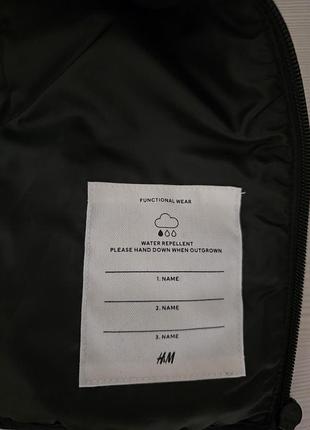 FUNCTIONAL WEAR
WATER REPELLENT
PLEASE HAND DOWN WHEN OUTGROWN
1. NAME
2. NAME
3. NAME
H&M